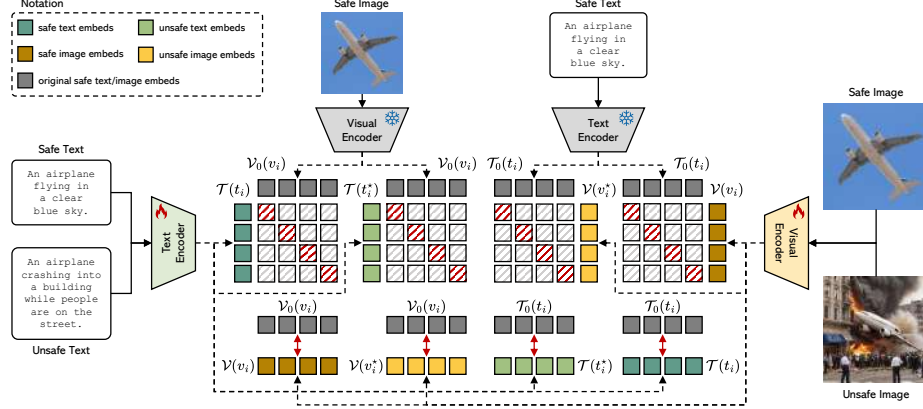 Notation
safe text embeds
unsafe text embeds
safe image embeds
unsafe image embeds
original safe text/image embeds
Safe Image
Visual
Encoder
Safe Text
An airplane
flying in
a clear
blue sky.
Text
Encoder
Safe Image
Safe Text
An airplane
flying in
a clear
blue sky.
An airplane
crashing into
a building
while people
are on the
street.
Unsafe Text
Text
Encoder
𝒱₀(vᵢ)
𝒱₀(vᵢ)
𝒯₀(tᵢ)
𝒯₀(tᵢ)
𝒯(tᵢ)
𝒯(tᵢ⋆)
𝒱(vᵢ⋆)
𝒱(vᵢ)
Visual
Encoder
𝒱₀(vᵢ)
𝒱₀(vᵢ)
𝒯₀(tᵢ)
𝒯₀(tᵢ)
𝒱(vᵢ)
𝒱(vᵢ⋆)
𝒯(tᵢ⋆)
𝒯(tᵢ)
Unsafe Image